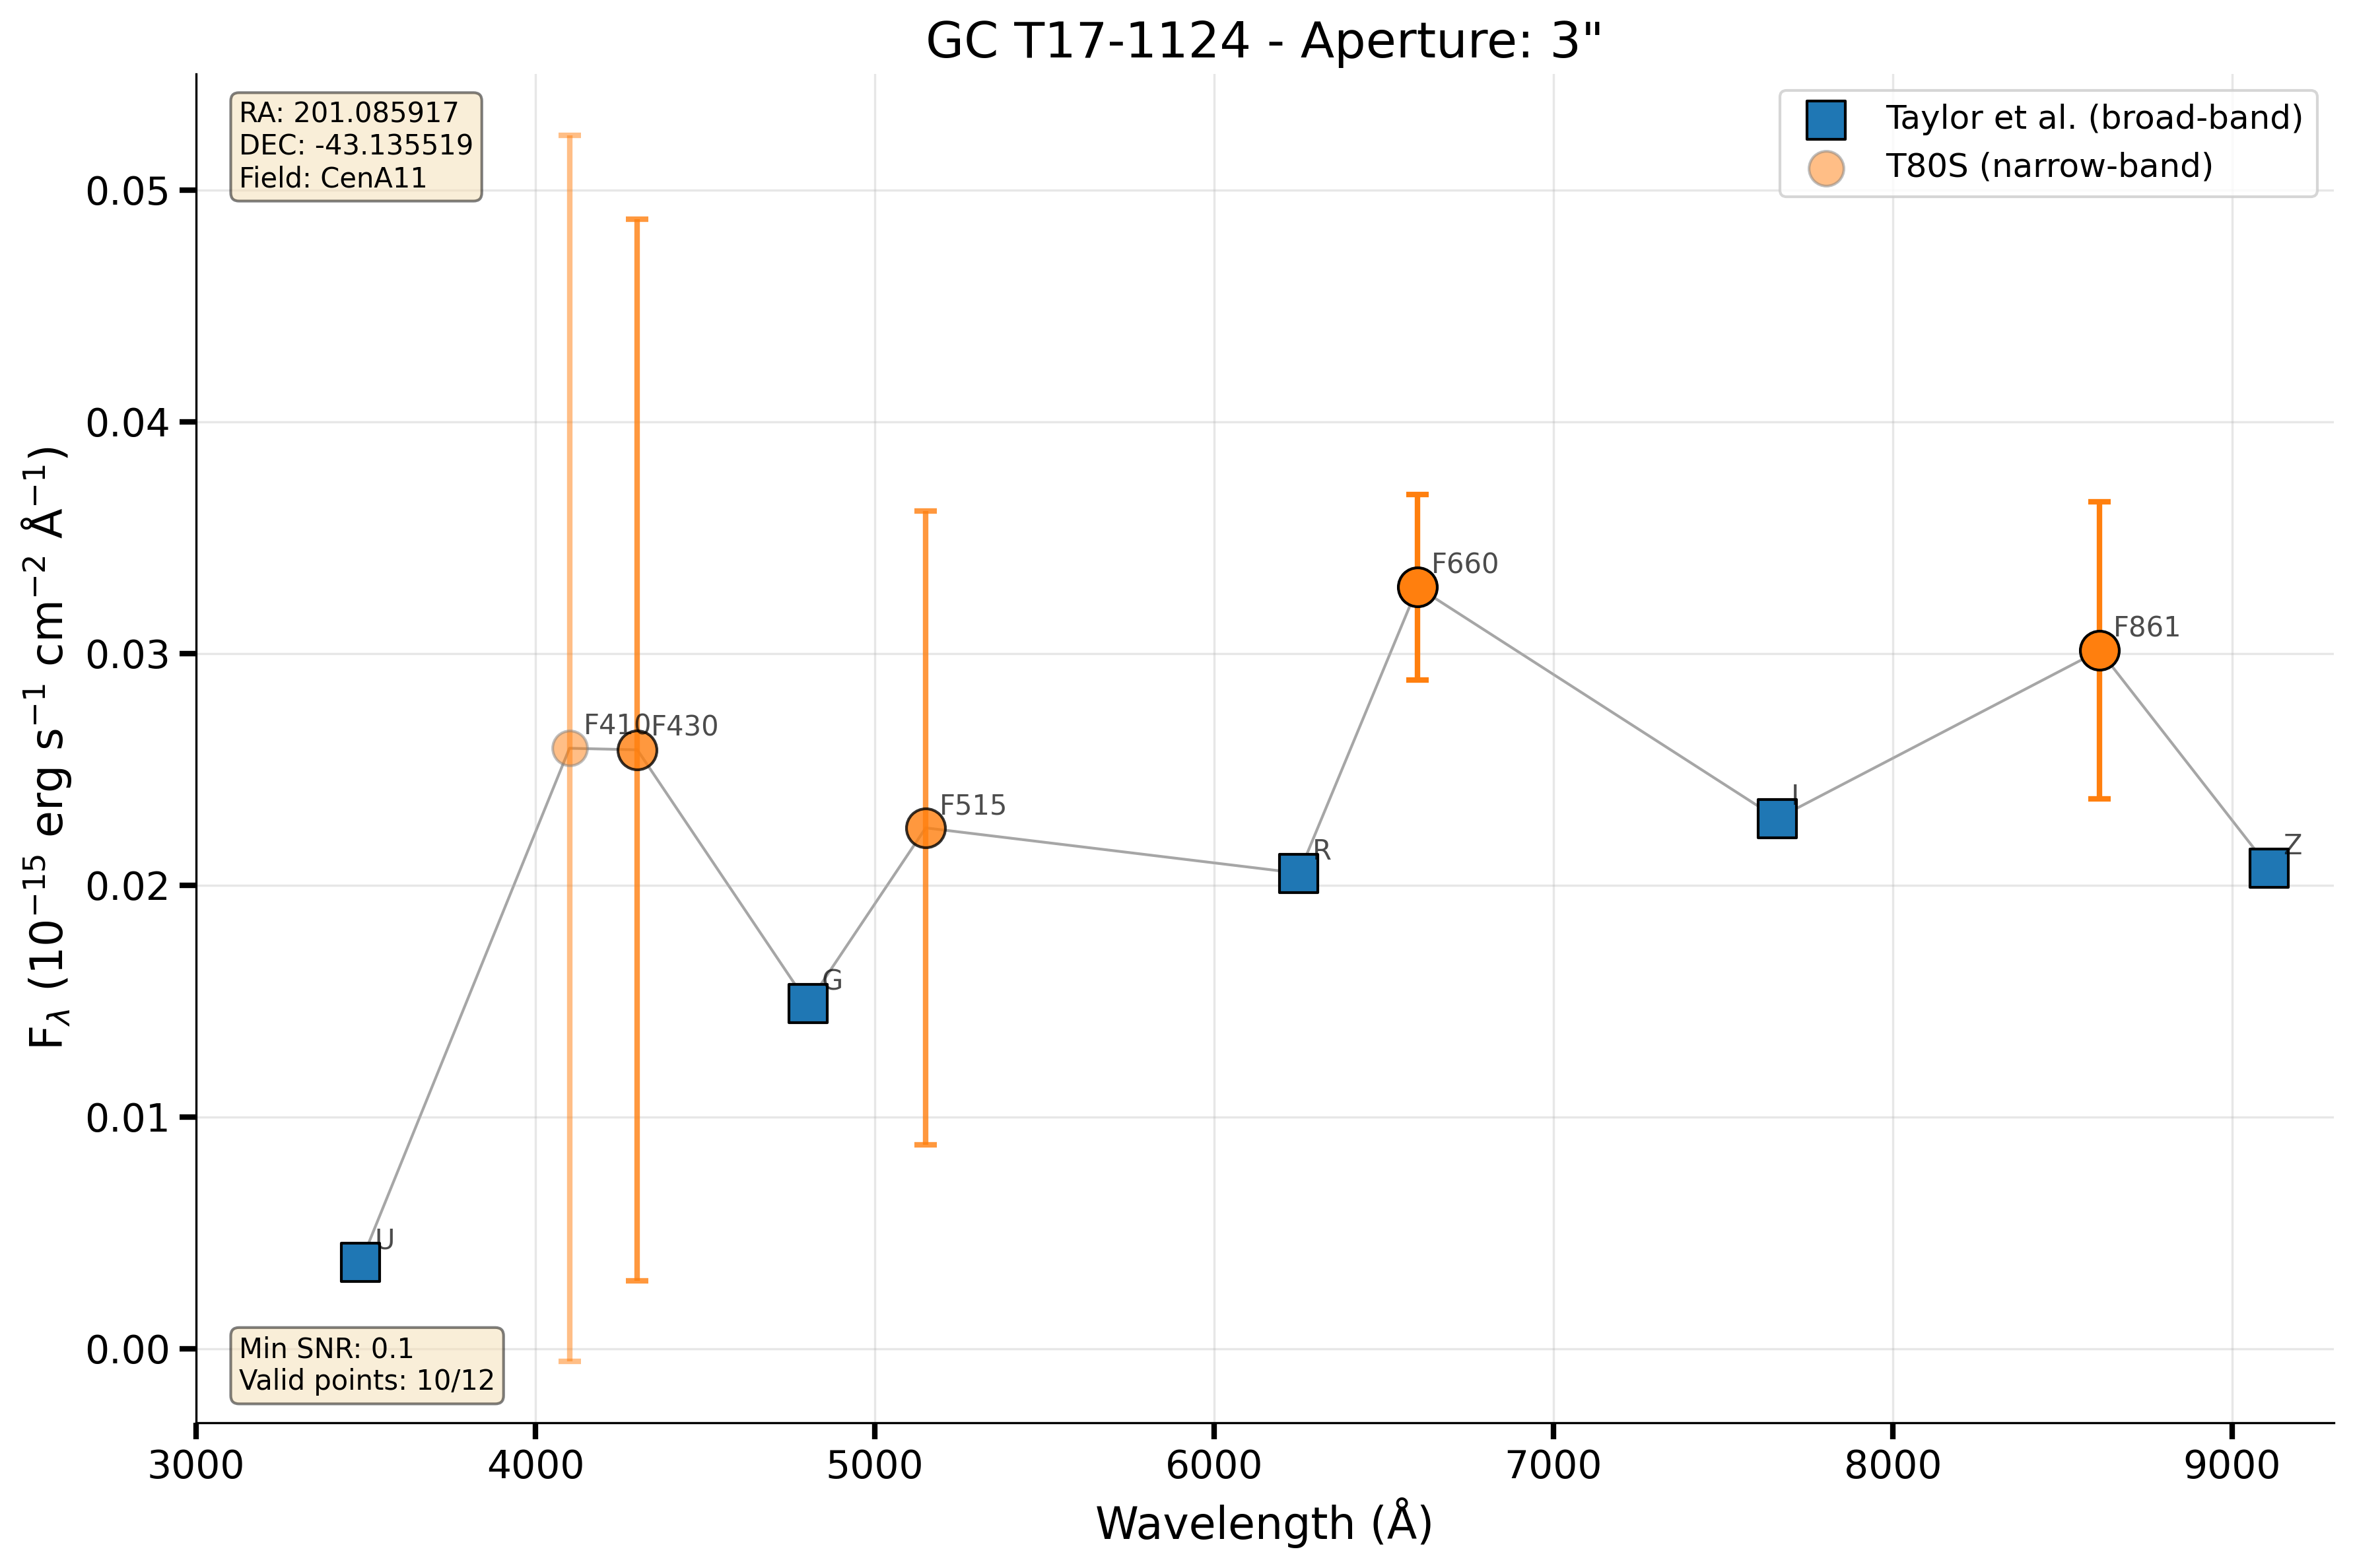 GC T17-1124 - Aperture: 3"
RA: 201.085917
DEC: -43.135519
Field: CenA11
Taylor et al. (broad-band)
T80S (narrow-band)
0.05
0.04
0.03
0.02
0.01
0.00
F_λ (10⁻¹⁵ erg s⁻¹ cm⁻² Å⁻¹)
U
F410
F430
G
F515
R
F660
I
F861
Z
Min SNR: 0.1
Valid points: 10/12
3000 4000 5000 6000 7000 8000 9000
Wavelength (Å)